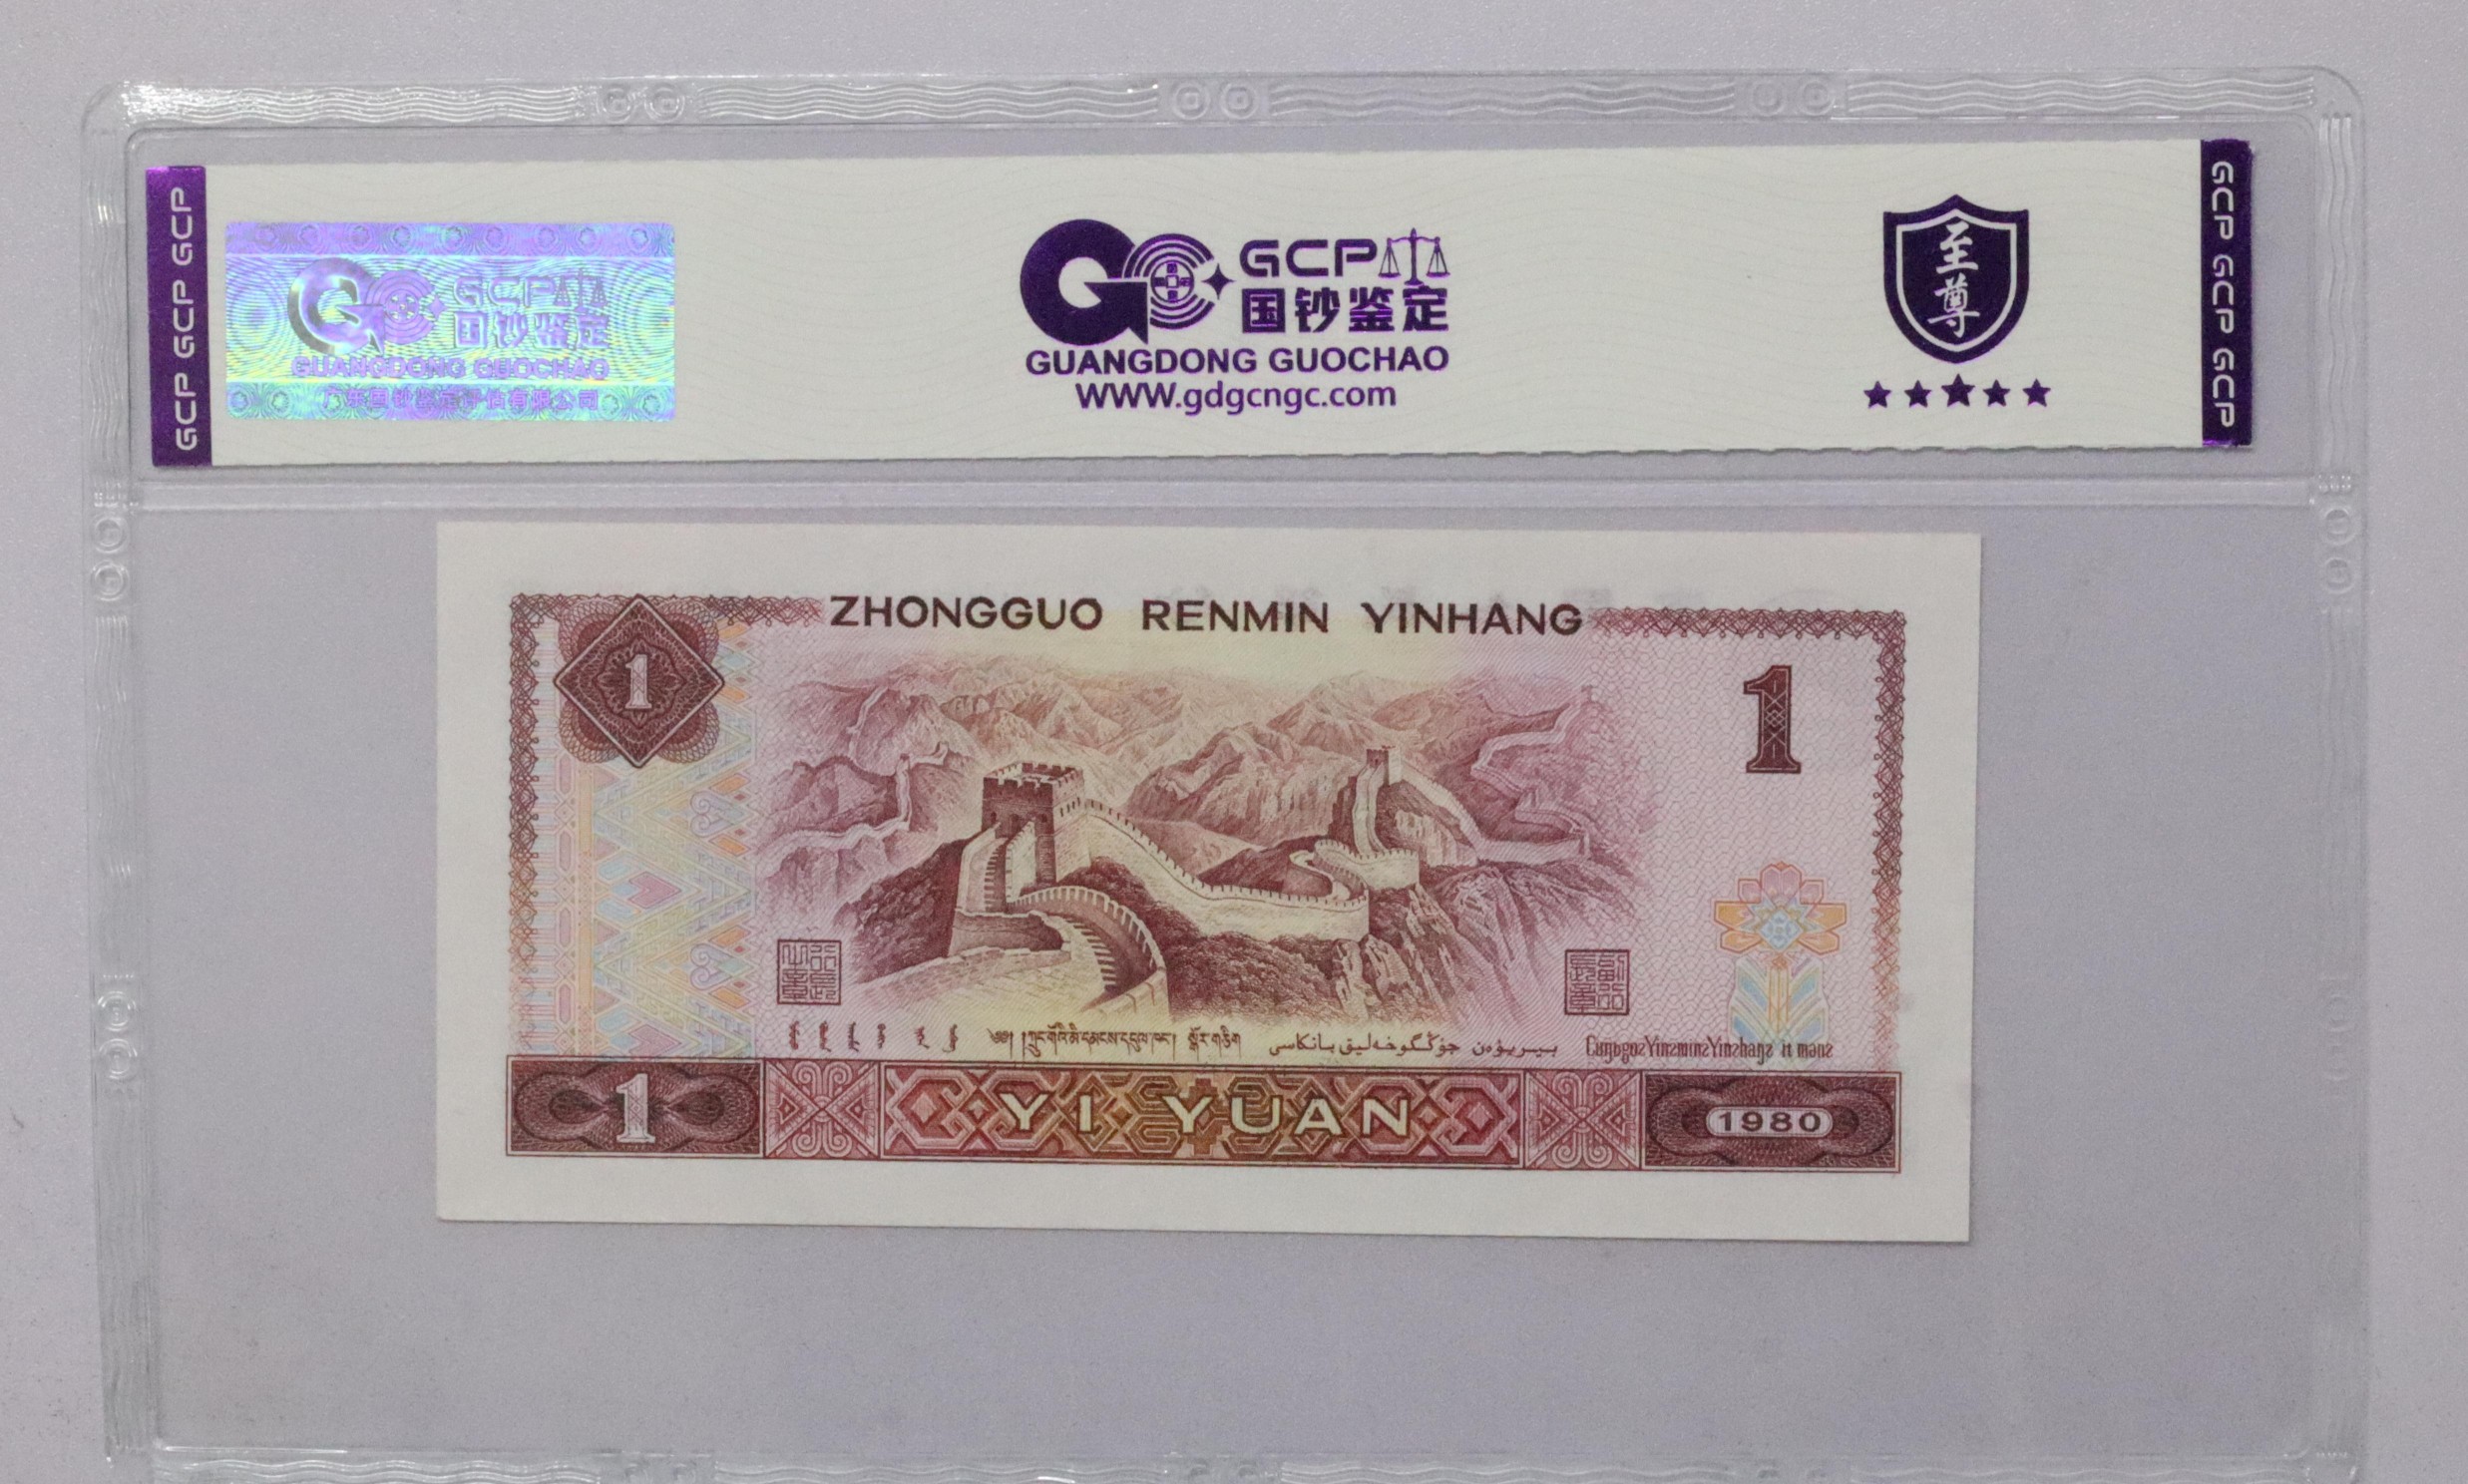 GCP GCP GCP
GCP
国钞鉴定
GUANGDONG GUOCHAO
广东国钞鉴定评估有限公司
GCP
国钞鉴定
GUANGDONG GUOCHAO
WWW.gdgcngc.com
至尊
GCP GCP GCP
ZHONGGUO RENMIN YINHANG
1
1
1
YI YUAN
1980